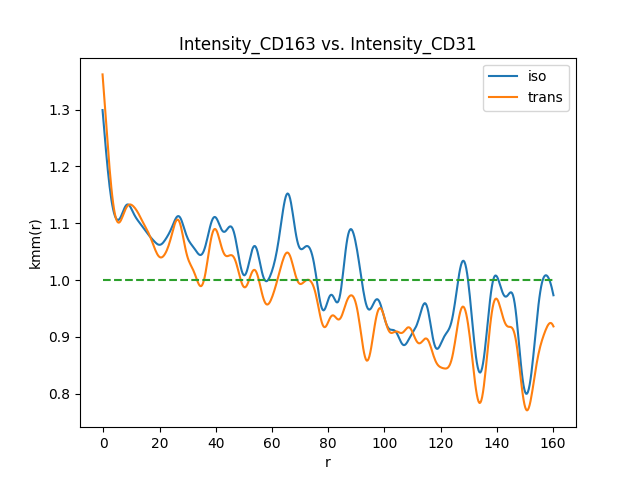 Intensity_CD163 vs. Intensity_CD31
iso
trans
kmm(r)
1.3
1.2
1.1
1.0
0.9
0.8
0 20 40 60 80 100 120 140 160
r